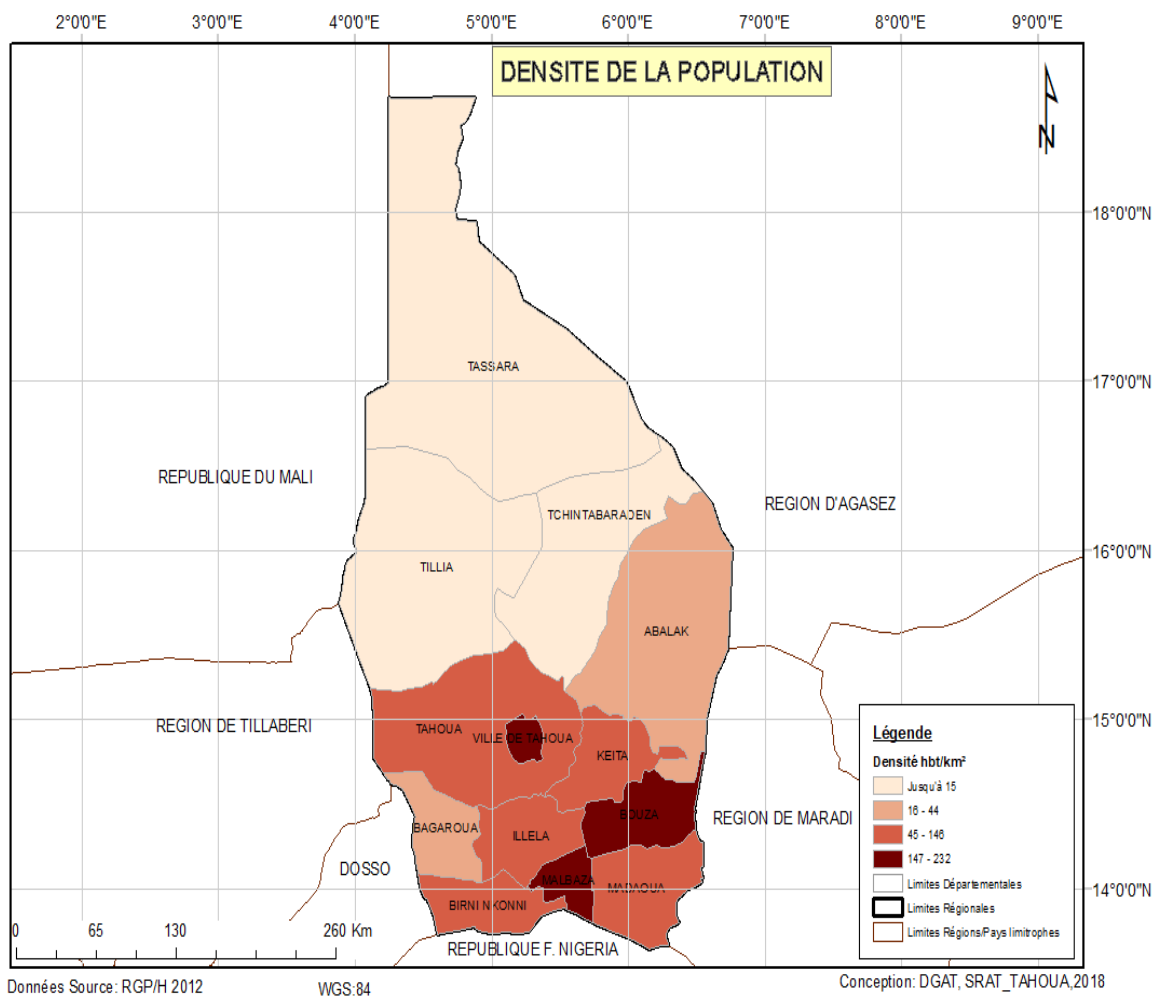 2°0'0"E 3°0'0"E 4°0'0"E 5°0'0"E 6°0'0"E 7°0'0"E 8°0'0"E 9°0'0"E
DENSITE DE LA POPULATION
N
18°0'0"N
TASSARA
17°0'0"N
REPUBLIQUE DU MALI
REGION D'AGASEZ
TCHINTABARADEN
16°0'0"N
TILLIA
ABALAK
15°0'0"N
REGION DE TILLABERI
TAHOUA
VILLE DE TAHOUA
KEITA
REGION DE MARADI
BOUZA
BAGAROUA
ILLELA
DOSSO
MALBAZA
MADAOUA
14°0'0"N
BIRNI NKONNI
REPUBLIQUE F. NIGERIA
Légende
Densité hbt/km²
Jusqu'à 15
16 - 44
45 - 146
147 - 232
Limites Départementales
Limites Régionales
Limites Régions/Pays limitrophes
0 65 130 260 Km
Données Source: RGP/H 2012
WGS:84
Conception: DGAT, SRAT_TAHOUA,2018